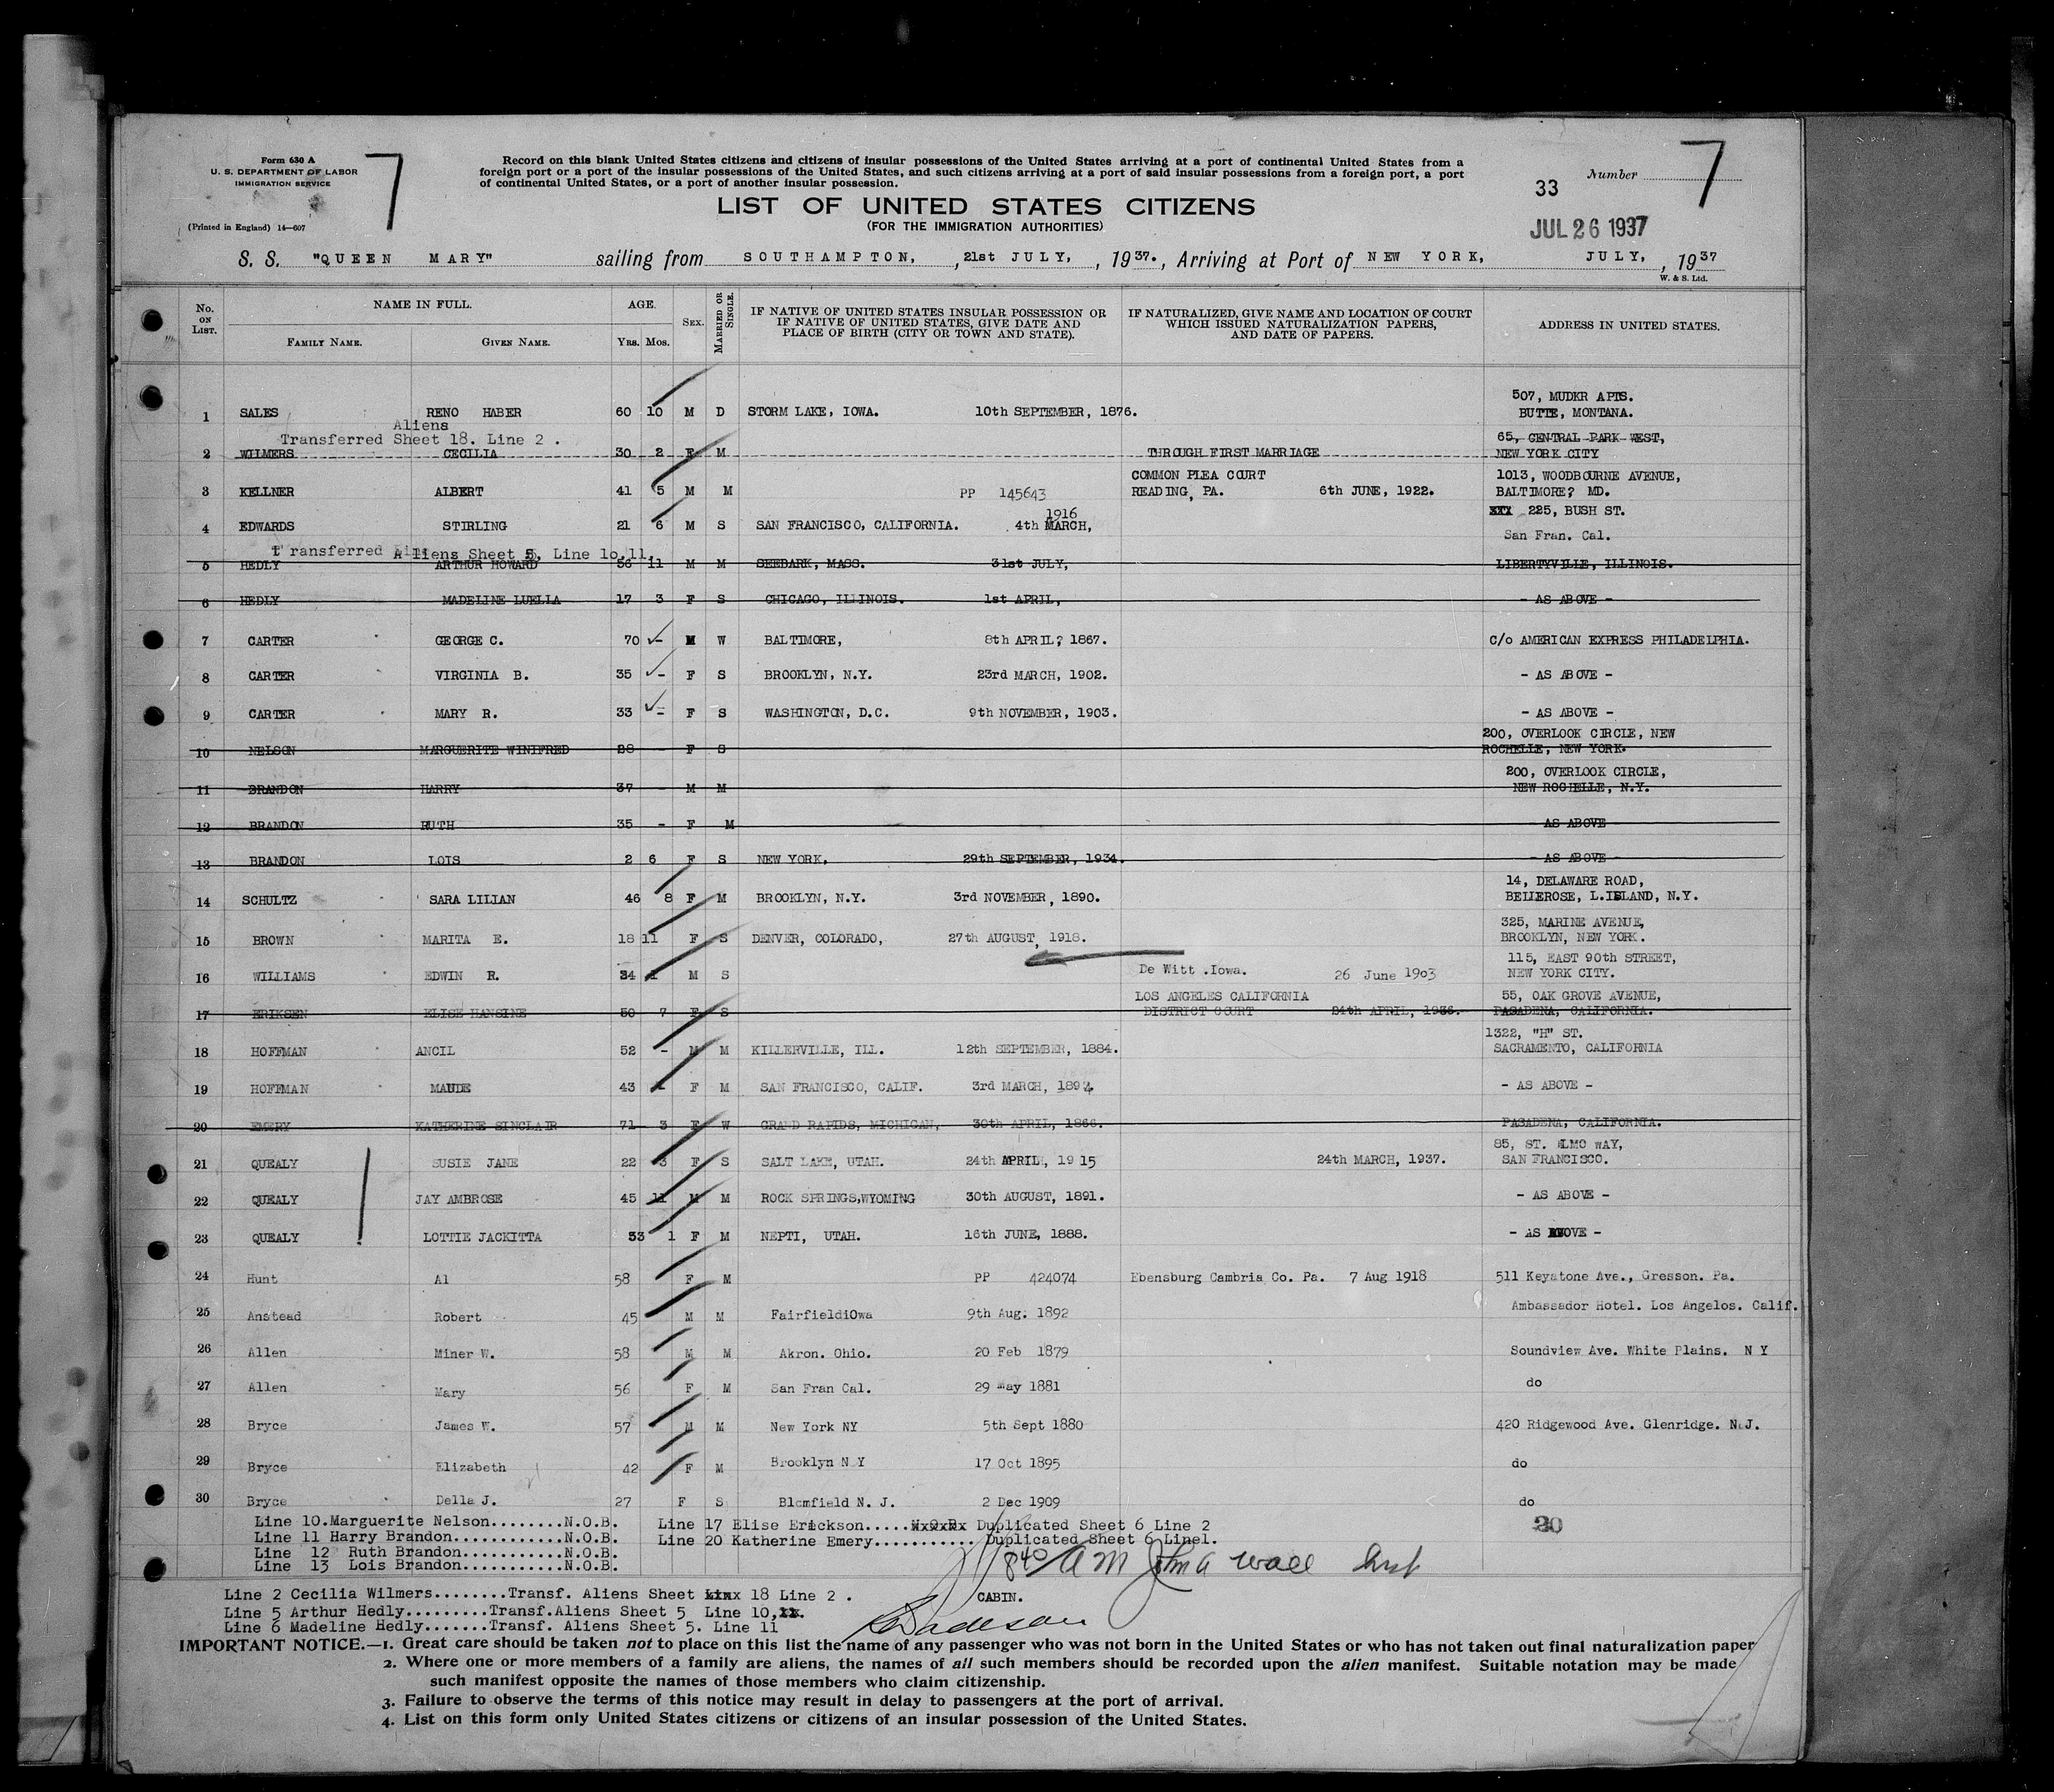 Form 630 A
U. S. DEPARTMENT OF LABOR
IMMIGRATION SERVICE
(Printed in England) 14—607
7
Record on this blank United States citizens and citizens of insular possessions of the United States arriving at a port of continental United States from a
foreign port or a port of the insular possessions of the United States, and such citizens arriving at a port of said insular possessions from a foreign port, a port
of continental United States, or a port of another insular possession.
33
Number
7
LIST OF UNITED STATES CITIZENS
(FOR THE IMMIGRATION AUTHORITIES)
JUL 26 1937
S. S. "QUEEN MARY" sailing from SOUTHAMPTON, , 21st JULY, , 1937. , Arriving at Port of NEW YORK, JULY, , 1937
W. & S. Ltd.
No. ON LIST. NAME IN FULL. FAMILY NAME. GIVEN NAME. AGE. YRS. MOS. SEX. MARRIED OR SINGLE. IF NATIVE OF UNITED STATES INSULAR POSSESSION OR IF NATIVE OF UNITED STATES, GIVE DATE AND PLACE OF BIRTH (CITY OR TOWN AND STATE). IF NATURALIZED, GIVE NAME AND LOCATION OF COURT WHICH ISSUED NATURALIZATION PAPERS, AND DATE OF PAPERS. ADDRESS IN UNITED STATES.
507, MUDKR APTS.
1 SALES RENO HABER 60 10 M D STORM LAKE, IOWA. 10th SEPTEMBER, 1876. BUTTE, MONTANA.
Aliens
Transferred Sheet 18. Line 2 . 65, CENTRAL PARK WEST,
2 WILMERS CECILIA 30 2 F M THROUGH FIRST MARRIAGE NEW YORK CITY
COMMON PLEA COURT 1013, WOODBOURNE AVENUE,
3 KELLNER ALBERT 41 5 M M PP 145643 READING, PA. 6th JUNE, 1922. BALTIMORE? MD.
1916 XXX 225, BUSH ST.
4 EDWARDS STIRLING 21 6 M S SAN FRANCISCO, CALIFORNIA. 4th MARCH, San Fran. Cal.
transferred Aliens Sheet 5, Line 1o,11,
5 HEDLY ARTHUR HOWARD 56 11 M M SEEDARK, MASS. 31st JULY, LIBERTYVILLE, ILLINOIS.
6 HEDLY MADELINE LUELLA 17 3 F S CHICAGO, ILLINOIS. 1st APRIL, - AS ABOVE -
7 CARTER GEORGE C. 70 - M W BALTIMORE, 8th APRIL? 1867. C/o AMERICAN EXPRESS PHILADELPHIA.
8 CARTER VIRGINIA B. 35 - F S BROOKLYN, N.Y. 23rd MARCH, 1902. - AS ABOVE -
9 CARTER MARY R. 33 - F S WASHINGTON, D.C. 9th NOVEMBER, 1903. - AS ABOVE -
200, OVERLOOK CIRCLE, NEW
10 NELSON MARGUERITE WINIFRED 28 - F S ROCHELLE, NEW YORK.
200, OVERLOOK CIRCLE,
11 BRANDON HARRY 37 - M M NEW ROCHELLE, N.Y.
12 BRANDON RUTH 35 - F M AS ABOVE
13 BRANDON LOIS 2 6 F S NEW YORK, 29th SEPTEMBER, 1934. - AS ABOVE -
14, DELAWARE ROAD,
14 SCHULTZ SARA LILIAN 46 8 F M BROOKLYN, N.Y. 3rd NOVEMBER, 1890. BELLEROSE, L.ISLAND, N.Y.
325, MARINE AVENUE,
15 BROWN MARITA E. 18 11 F S DENVER, COLORADO, 27th AUGUST, 1918. BROOKLYN, NEW YORK.
115, EAST 90th STREET,
16 WILLIAMS EDWIN R. 34 1 M S De Witt .Iowa. 26 June 19o3 NEW YORK CITY.
LOS ANGELES CALIFORNIA 55, OAK GROVE AVENUE,
17 ERIKSEN ELISE HANSINE 50 7 F S DISTRICT COURT 24th APRIL, 1936. PASADENA, CALIFORNIA.
1322, "H" ST.
18 HOFFMAN ANCIL 52 - M M KILLERVILLE, ILL. 12th SEPTEMBER, 1884. SACRAMENTO, CALIFORNIA
19 HOFFMAN MAUDE 43 1 F M SAN FRANCISCO, CALIF. 3rd MARCH, 1894. - AS ABOVE -
20 EMERY KATHERINE SINCLAIR 71 3 F W GRAND RAPIDS, MICHIGAN, 30th APRIL, 1866. PASADENA, CALIFORNIA.
85, ST. ALMO WAY,
21 QUEALY SUSIE JANE 22 3 F S SALT LAKE, UTAH. 24th APRIL, 1915 24th MARCH, 1937. SAN FRANCISCO.
22 QUEALY JAY AMBROSE 45 11 M M ROCK SPRINGS,WYOMING 30th AUGUST, 1891. - AS ABOVE -
23 QUEALY LOTTIE JACKITTA 53 1 F M NEPTI, UTAH. 16th JUNE, 1888. - AS ABOVE -
24 Hunt Al 58 F M PP 424074 Ebensburg Cambria Co. Pa. 7 Aug 1918 511 Keystone Ave., Gresson. Pa.
25 Anstead Robert 45 M M FairfieldiOwa 9th Aug. 1892 Ambassador Hotel. Los Angelos. Calif.
26 Allen Miner W. 58 M M Akron. Ohio. 20 Feb 1879 Soundview Ave. White Plains. N Y
27 Allen Mary 56 F M San Fran Cal. 29 May 1881 do
28 Bryce James W. 57 M M New York NY 5th Sept 1880 420 Ridgewood Ave. Glenridge. N.J.
29 Bryce Elizabeth 42 F M Brooklyn N Y 17 Oct 1895 do
30 Bryce Della J. 27 F S Blomfield N. J. 2 Dec 1909 do
Line 10.Marguerite Nelson........N.O.B. Line 17 Elise Erickson..... Duplicated Sheet 6 Line 2 20
Line 11 Harry Brandon............N.O.B. Line 20 Katherine Emery............ Duplicated Sheet 6 Line1.
Line 12 Ruth Brandon............N.O.B.
Line 13 Lois Brandon............N.O.B. 840 AM John A Wall Insp
Line 2 Cecilia Wilmers........Transf. Aliens Sheet 18 Line 2 . CABIN.
Line 5 Arthur Hedly.........Transf.Aliens Sheet 5 Line 10,
Line 6 Madeline Hedly.......Transf. Aliens Sheet 5. Line 11
IMPORTANT NOTICE.—1. Great care should be taken not to place on this list the name of any passenger who was not born in the United States or who has not taken out final naturalization paper
2. Where one or more members of a family are aliens, the names of all such members should be recorded upon the alien manifest. Suitable notation may be made
such manifest opposite the names of those members who claim citizenship.
3. Failure to observe the terms of this notice may result in delay to passengers at the port of arrival.
4. List on this form only United States citizens or citizens of an insular possession of the United States.